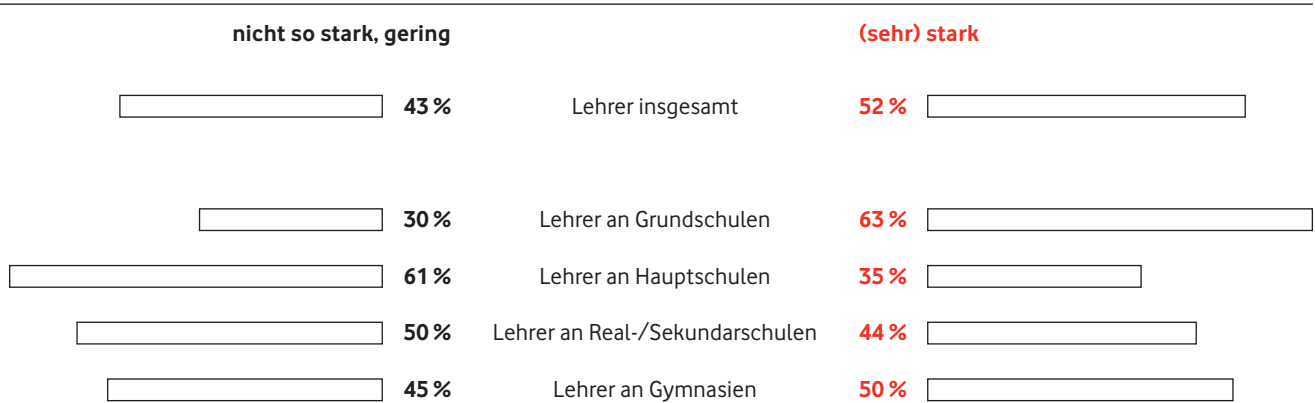 nicht so stark, gering (sehr) stark
43 % Lehrer insgesamt 52 %
30 % Lehrer an Grundschulen 63 %
61 % Lehrer an Hauptschulen 35 %
50 % Lehrer an Real-/Sekundarschulen 44 %
45 % Lehrer an Gymnasien 50 %